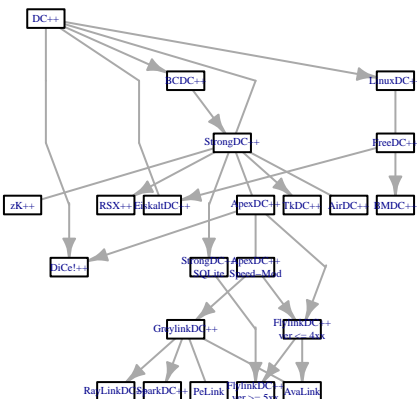 DC++
BCDC++
LinuxDC++
StrongDC++
FreeDC++
zK++
RSX++
EiskaltDC++
ApexDC++
TkDC++
AirDC++
BMDC++
DiCe!++
StrongDC++
SQLite
ApexDC++
Speed-Mod
GreylinkDC++
FlylinkDC++
ver <= 4xx
RayLinkDC++
SparkDC++
PeLink
FlylinkDC++
ver >= 5xx
AvaLink